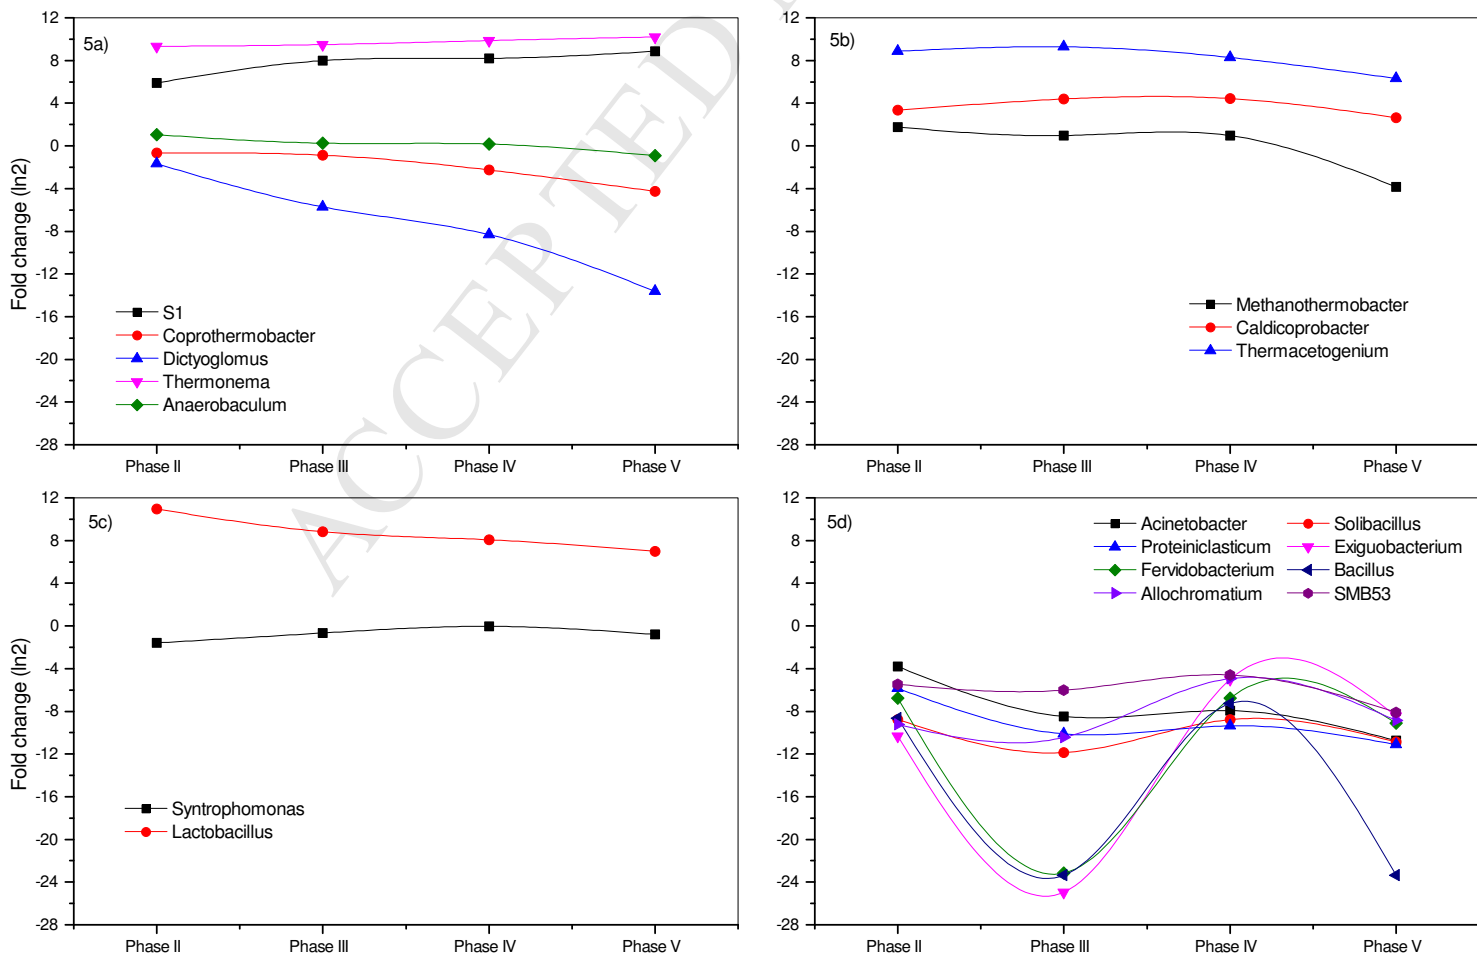 12
8
4
0
-4
-8
-12
-16
-20
-24
-28
Fold change (ln2)
5a)
S1
Coprothermobacter
Dictyoglomus
Thermonema
Anaerobaculum
Phase II
Phase III
Phase IV
Phase V
12
8
4
0
-4
-8
-12
-16
-20
-24
-28
5b)
Methanothermobacter
Caldicoprobacter
Thermacetogenium
Phase II
Phase III
Phase IV
Phase V
12
8
4
0
-4
-8
-12
-16
-20
-24
-28
Fold change (ln2)
5c)
Syntrophomonas
Lactobacillus
Phase II
Phase III
Phase IV
Phase V
12
8
4
0
-4
-8
-12
-16
-20
-24
-28
5d)
Acinetobacter Solibacillus
Proteiniclasticum Exiguobacterium
Fervidobacterium Bacillus
Allochromatium SMB53
Phase II
Phase III
Phase IV
Phase V
ACCEPTED